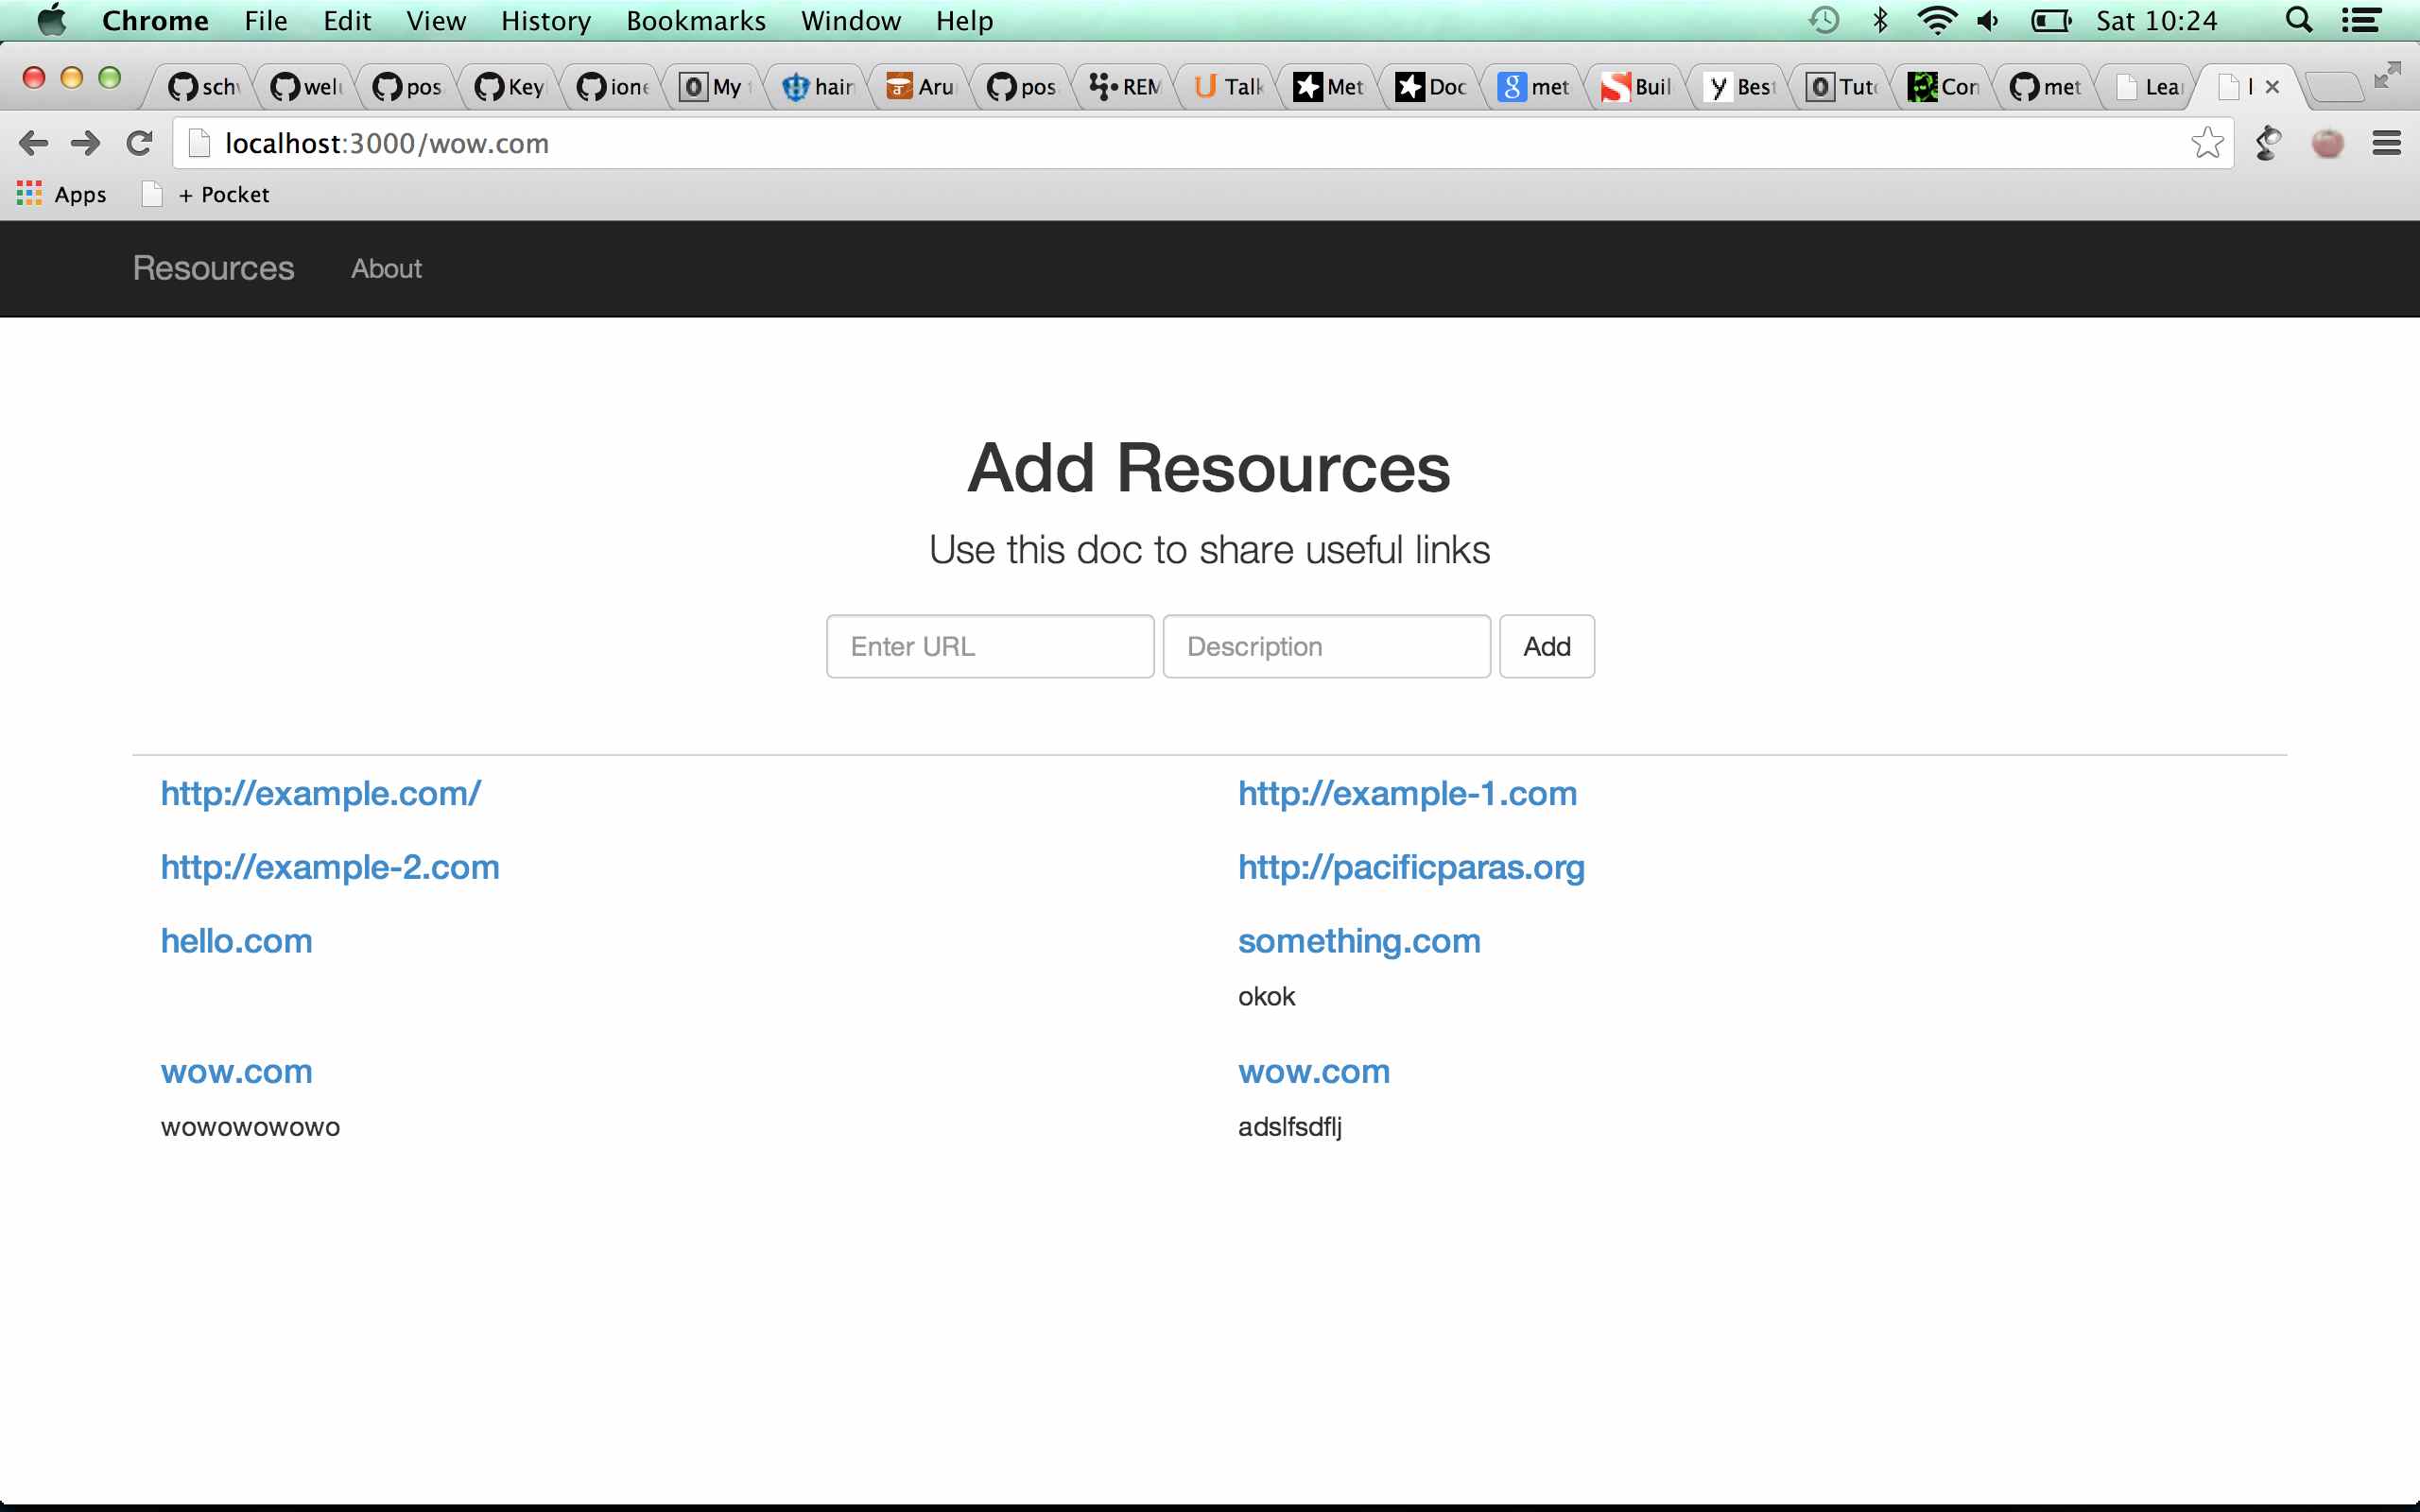 Chrome File Edit View History Bookmarks Window Help Sat 10:24
sch wel pos Key ione My hain Aru pos REM Talk Met Doc met Buil Best Tut Con met Lea
localhost:3000/wow.com
Apps + Pocket
Resources About
Add Resources
Use this doc to share useful links
Enter URL Description Add
http://example.com/ http://example-1.com
http://example-2.com http://pacificparas.org
hello.com something.com
okok
wow.com wow.com
wowowowowo adslfsdflj